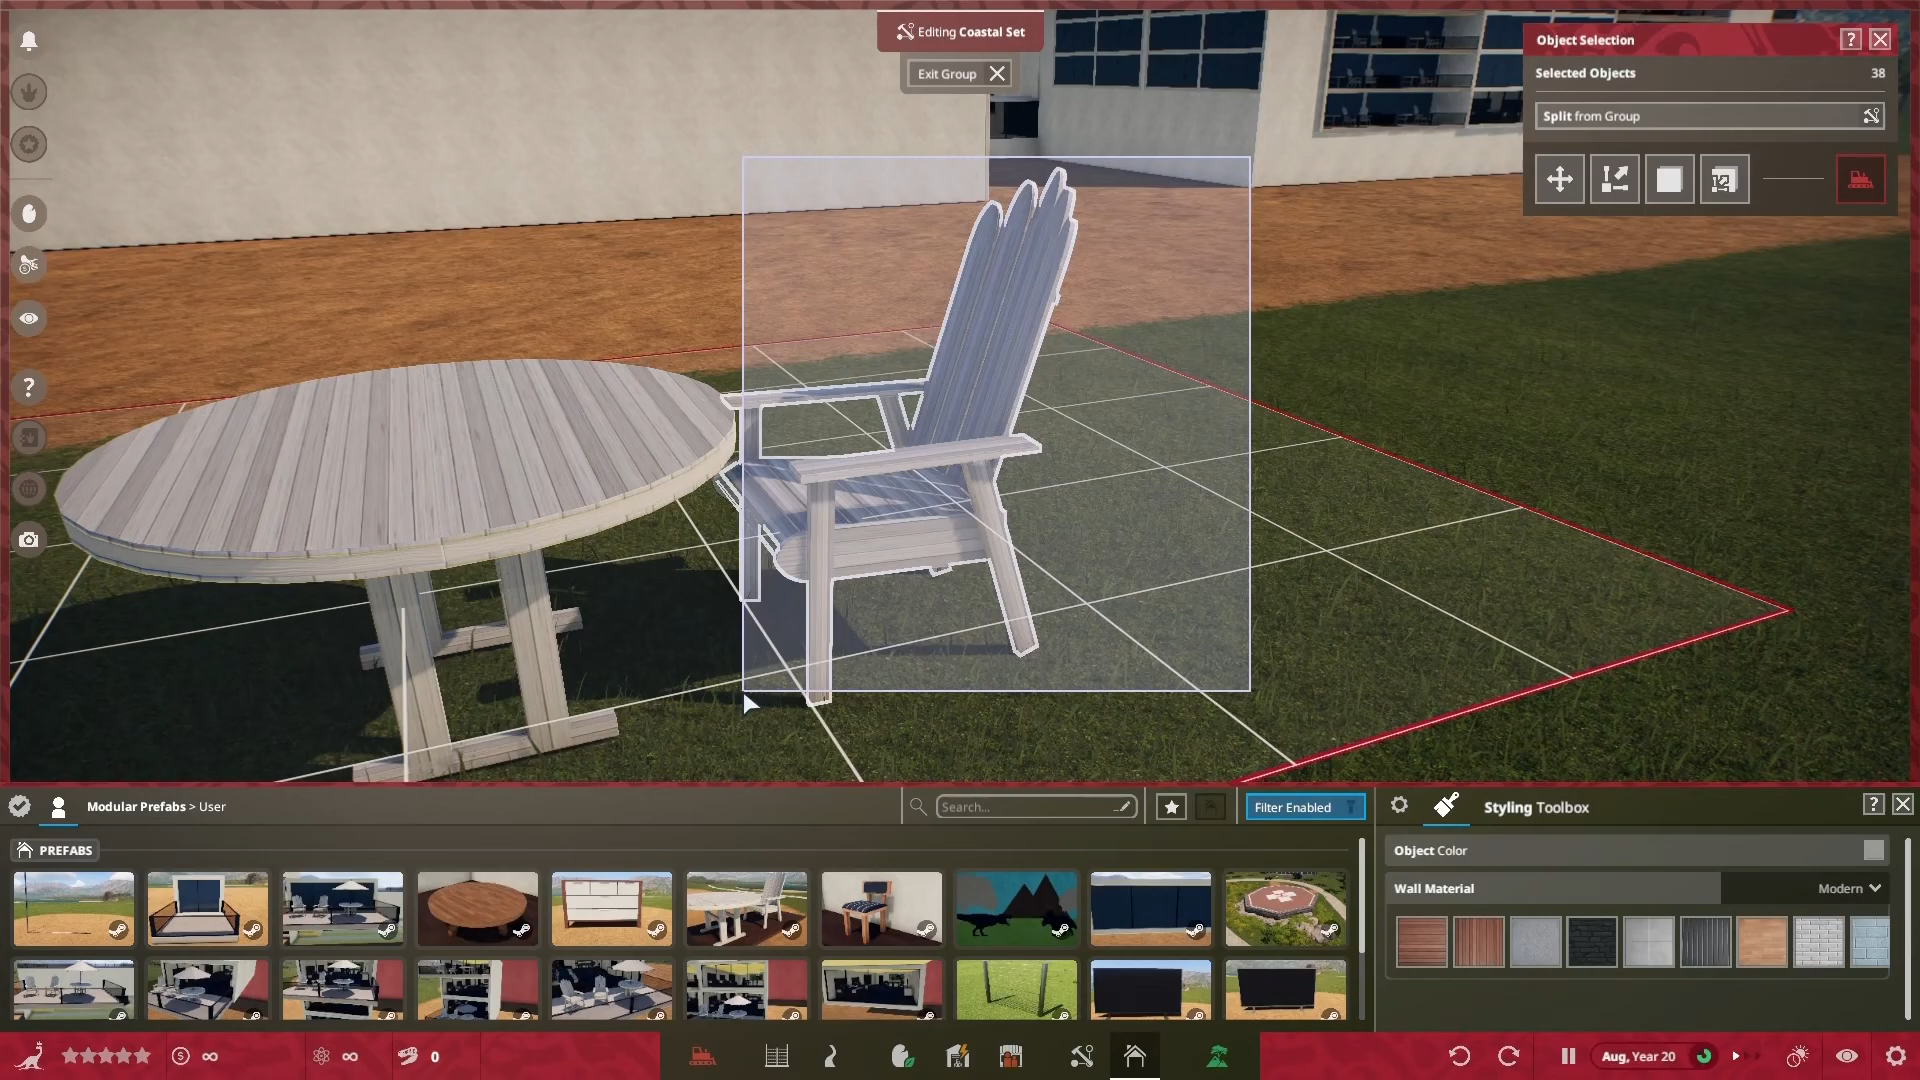 Editing Coastal Set
Exit Group
Object Selection
?
Selected Objects 38
Split from Group
?
Modular Prefabs > User
Search...
Filter Enabled
Styling Toolbox
?
PREFABS
Object Color
Wall Material
Modern
$ ∞
∞
0
Aug, Year 20